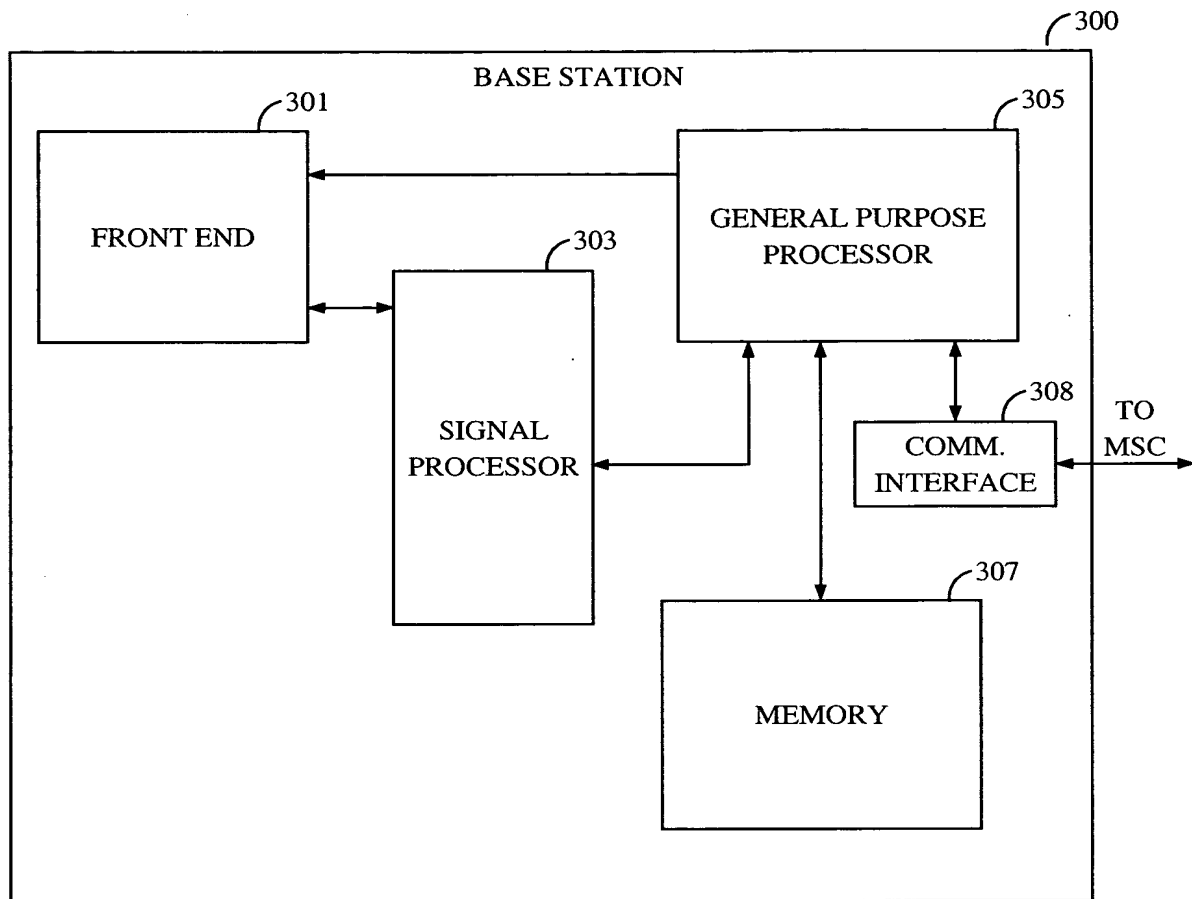 300
BASE STATION
301
305
FRONT END
GENERAL PURPOSE
PROCESSOR
303
308
TO
MSC
SIGNAL
PROCESSOR
COMM.
INTERFACE
307
MEMORY